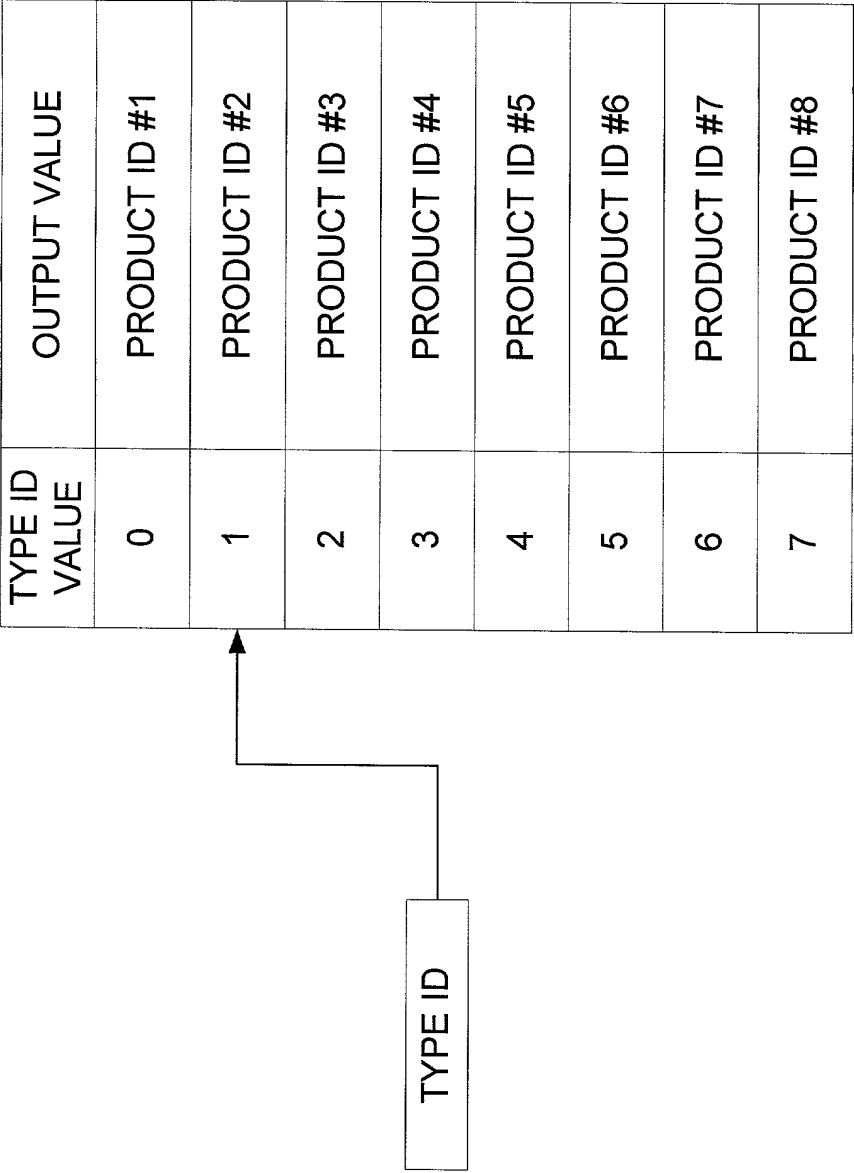 TYPE ID
TYPE ID
VALUE
OUTPUT VALUE
0
PRODUCT ID #1
1
PRODUCT ID #2
2
PRODUCT ID #3
3
PRODUCT ID #4
4
PRODUCT ID #5
5
PRODUCT ID #6
6
PRODUCT ID #7
7
PRODUCT ID #8